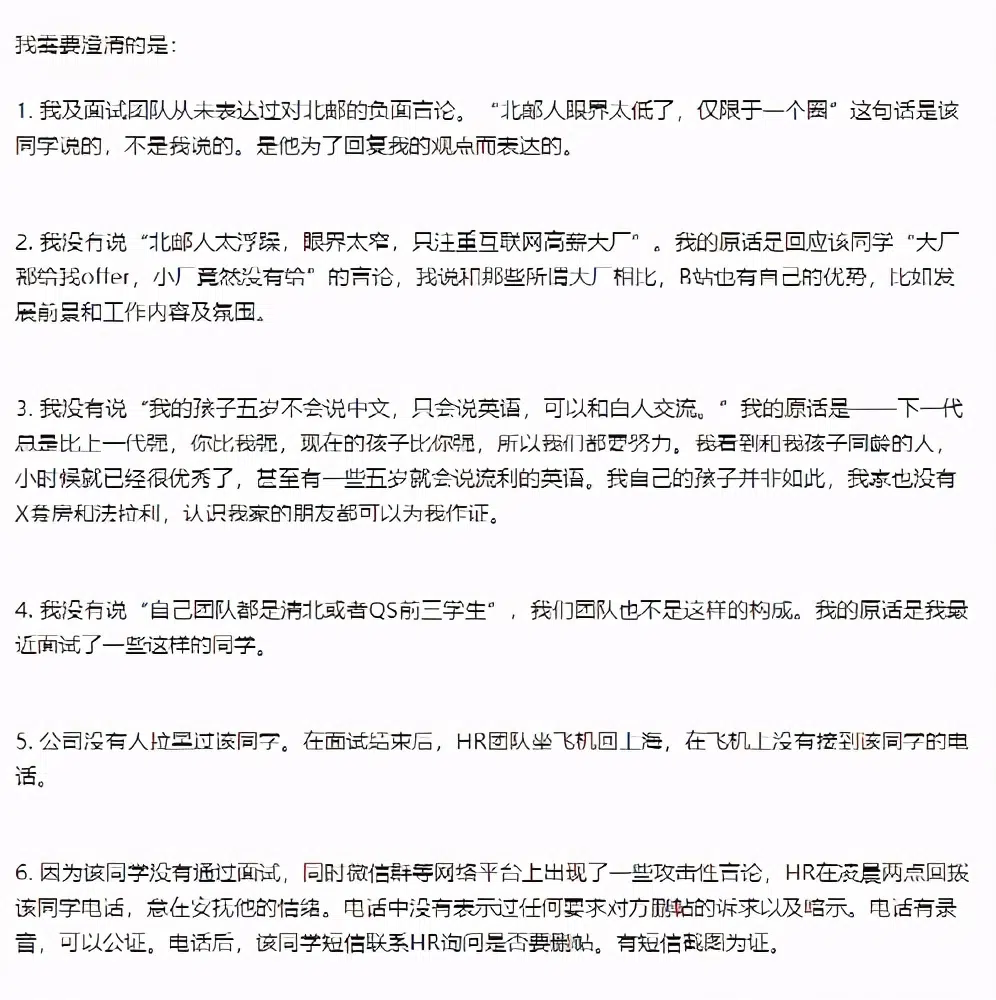 我需要澄清的是：
1. 我及面试团队从未表达过对北邮的负面言论。“北邮人眼界太低了，仅限于一个圈”这句话是该
同学说的，不是我说的。是他为了回复我的观点而表达的。
2. 我没有说“北邮人太浮躁，眼界太窄，只注重互联网高薪大厂”。我的原话是回应该同学“大厂
都给我offer，小厂竟然没有给”的言论，我说和那些所谓大厂相比，B站也有自己的优势，比如发
展前景和工作内容及氛围。
3. 我没有说“我的孩子五岁不会说中文，只会说英语，可以和白人交流。”我的原话是——下一代
总是比上一代强，你比我强，现在的孩子比你强，所以我们都要努力。我看到和我孩子同龄的人，
小时候就已经很优秀了，甚至有一些五岁就会说流利的英语。我自己的孩子并非如此，我家也没有
X套房和法拉利，认识我家的朋友都可以为我作证。
4. 我没有说“自己团队都是清北或者QS前三学生”，我们团队也不是这样的构成。我的原话是我最
近面试了一些这样的同学。
5. 公司没有人拉黑过该同学。在面试结束后，HR团队坐飞机回上海，在飞机上没有接到该同学的电
话。
6. 因为该同学没有通过面试，同时微信群等网络平台上出现了一些攻击性言论，HR在凌晨两点回拨
该同学电话，意在安抚他的情绪。电话中没有表示过任何要求对方删帖的诉求以及暗示。电话有录
音，可以公证。电话后，该同学短信联系HR询问是否要删帖。有短信截图为证。